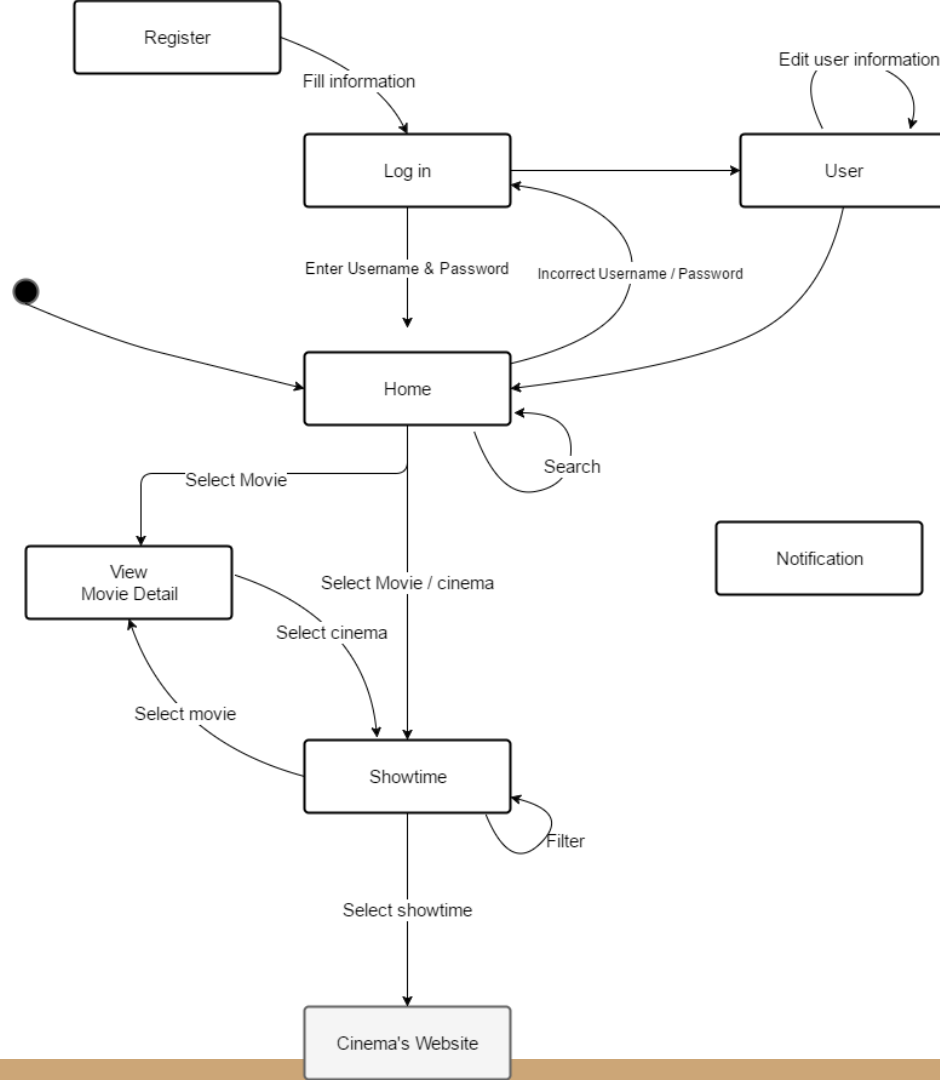 Register
Edit user information
Fill information
Log in
User
Enter Username & Password
Incorrect Username / Password
Home
Search
Select Movie
Notification
View
Movie Detail
Select Movie / cinema
Select cinema
Select movie
Showtime
Filter
Select showtime
Cinema's Website